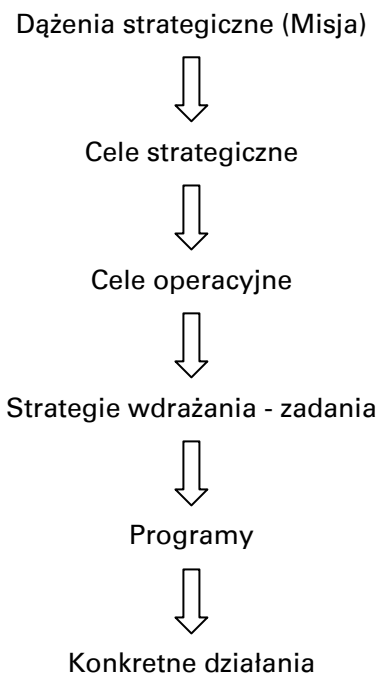 Dążenia strategiczne (Misja)
Cele strategiczne
Cele operacyjne
Strategie wdrażania - zadania
Programy
Konkretne działania